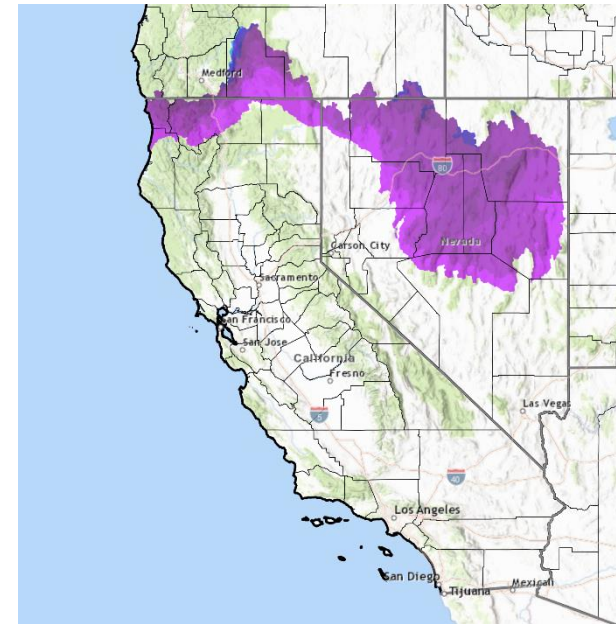 Medford
80
Carson City
Nevada
Sacramento
San Francisco
San Jose
California
Fresno
5
Las Vegas
40
Los Angeles
San Diego
Tijuana
Mexicali